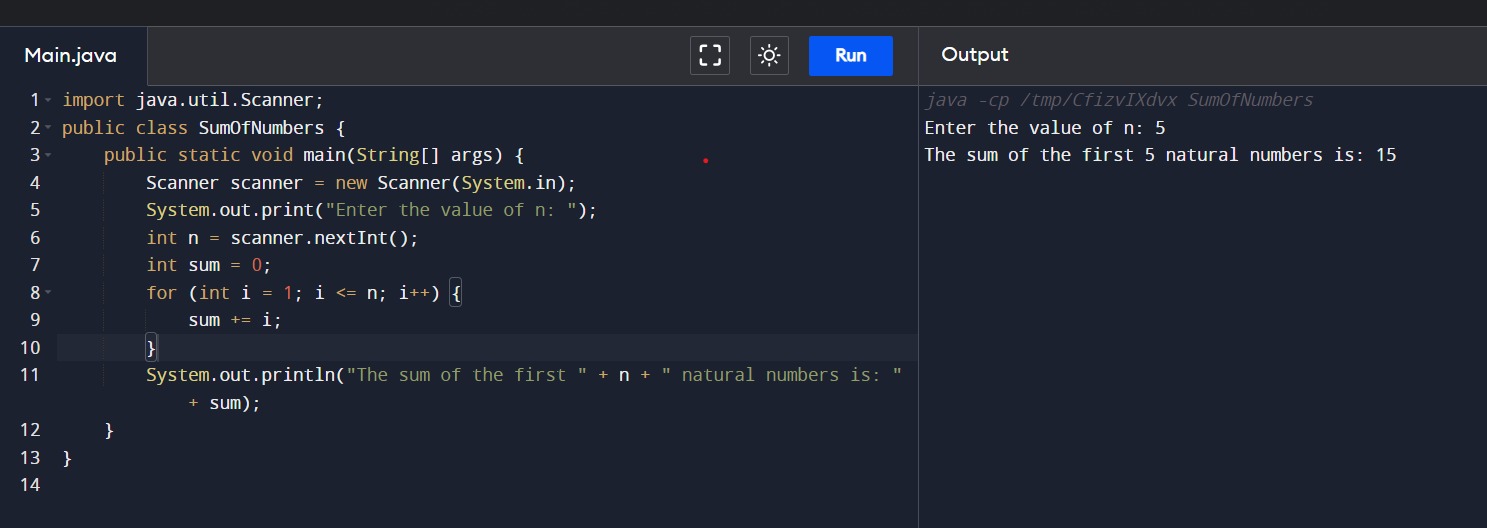 Main.java
Run
Output
1 import java.util.Scanner;
2 public class SumOfNumbers {
3     public static void main(String[] args) {
4         Scanner scanner = new Scanner(System.in);
5         System.out.print("Enter the value of n: ");
6         int n = scanner.nextInt();
7         int sum = 0;
8         for (int i = 1; i <= n; i++) {
9             sum += i;
10         }
11         System.out.println("The sum of the first " + n + " natural numbers is: "
            + sum);
12     }
13 }
14
java -cp /tmp/CfizvIXdvx SumOfNumbers
Enter the value of n: 5
The sum of the first 5 natural numbers is: 15